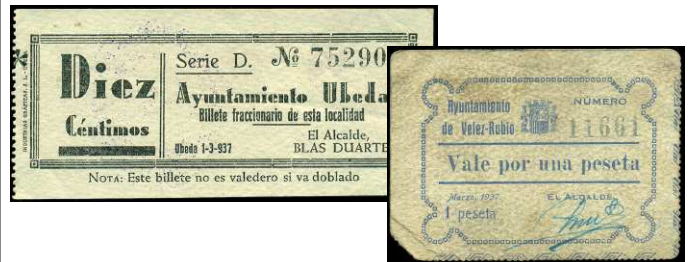 Diez
Céntimos
Serie D. Nº 75290
Ayuntamiento Ubeda
Billete fraccionario de esta localidad
El Alcalde,
Ubeda 1-3-937 BLAS DUARTE
NOTA: Este billete no es valedero si va doblado
Ayuntamiento
de Velez-Rubio
NÚMERO
11661
Vale por una peseta
Marzo, 1937 EL ALCALDE
1 peseta